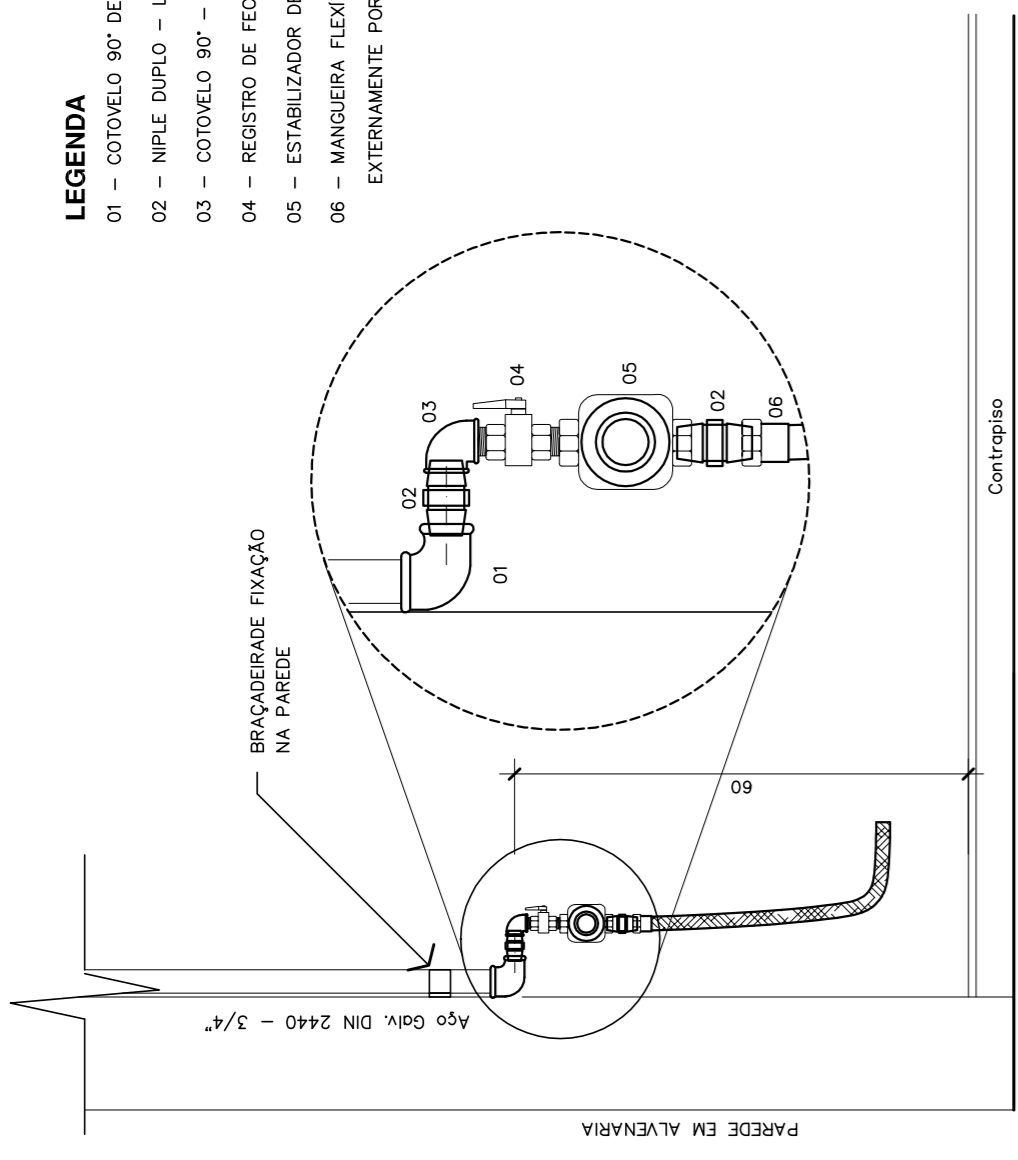 LEGENDA
01 – COTOVELO 90° DE
02 – NIPLE DUPLO – L
03 – COTOVELO 90° –
04 – REGISTRO DE FEC
05 – ESTABILIZADOR DE
06 – MANGUEIRA FLEXÍ
EXTERNAMENTE POR
BRAÇADEIRADE FIXAÇÃO
NA PAREDE
03
04
02
01
05
02
06
60
Aço Galv. DIN 2440 – 3/4"
PAREDE EM ALVENARIA
Contrapiso